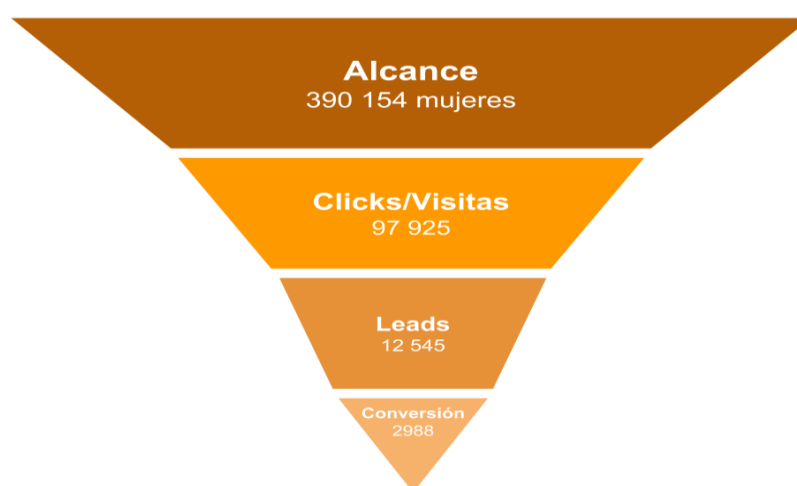 Alcance
390 154 mujeres
Clicks/Visitas
97 925
Leads
12 545
Conversión
2988